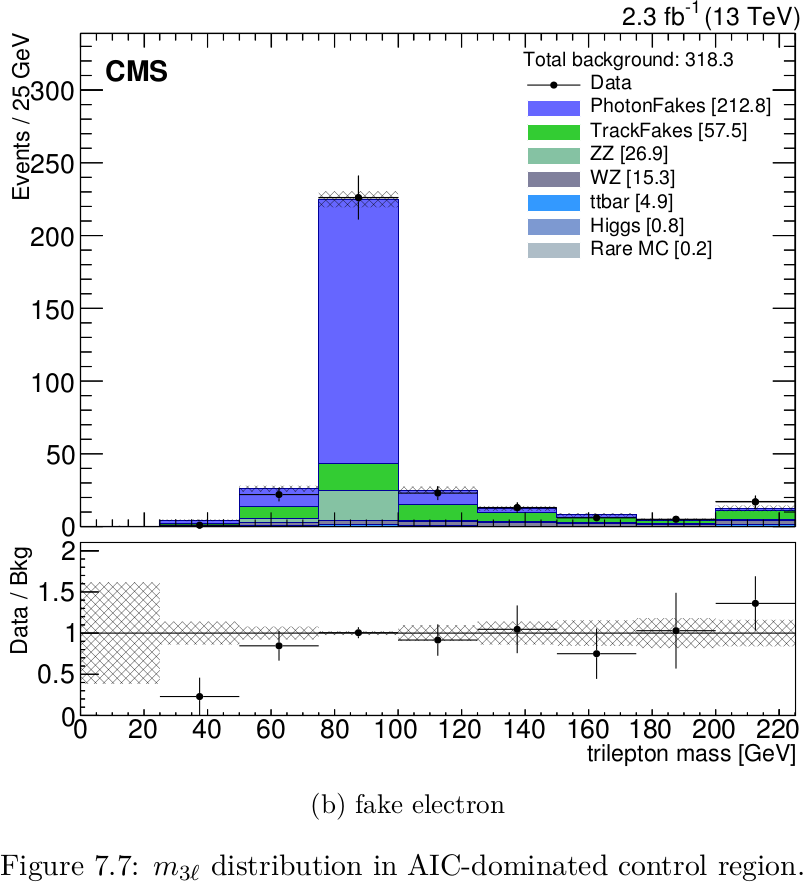 2.3 fb⁻¹ (13 TeV)
CMS
Total background: 318.3
Data
PhotonFakes [212.8]
TrackFakes [57.5]
ZZ [26.9]
WZ [15.3]
ttbar [4.9]
Higgs [0.8]
Rare MC [0.2]
Events / 25 GeV
300
250
200
150
100
50
0
Data / Bkg
2
1.5
1
0.5
0
0 20 40 60 80 100 120 140 160 180 200 220
trilepton mass [GeV]
(b) fake electron
Figure 7.7: m₃ℓ distribution in AIC-dominated control region.